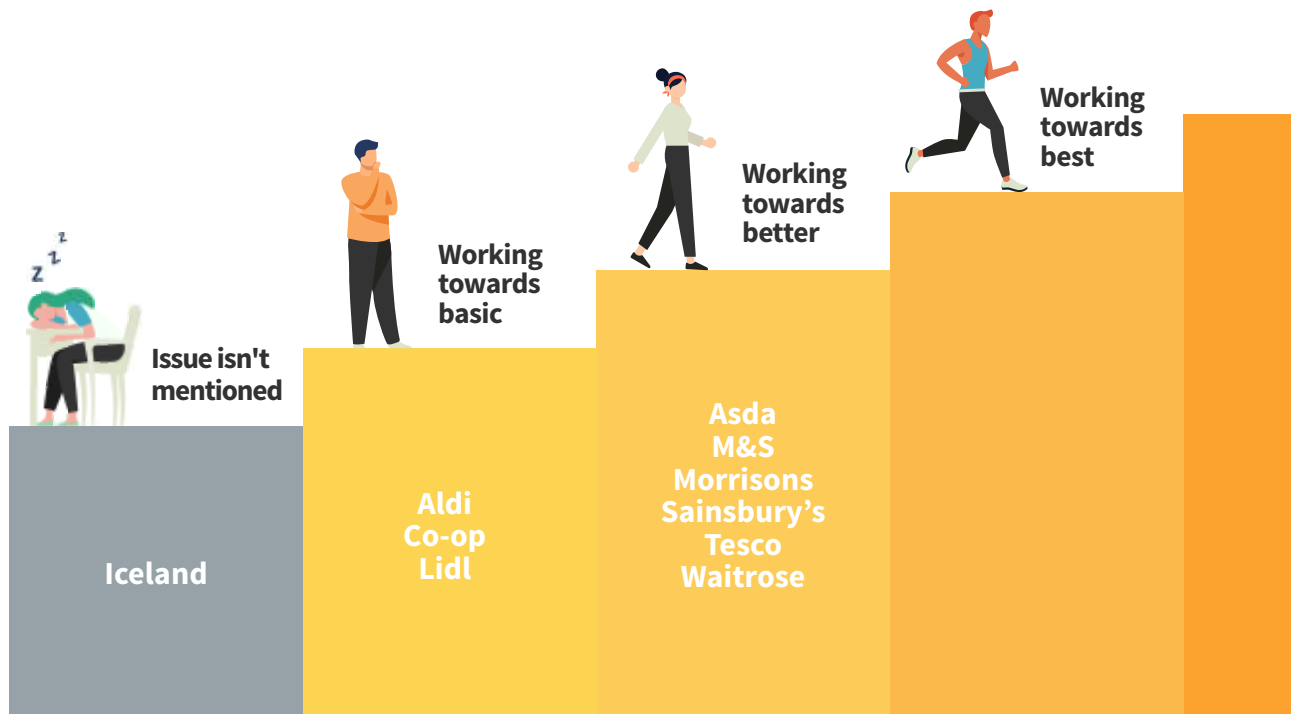 Z
Z
Z
Issue isn't
mentioned
Iceland
Working
towards
basic
Aldi
Co-op
Lidl
Working
towards
better
Asda
M&S
Morrisons
Sainsbury’s
Tesco
Waitrose
Working
towards
best